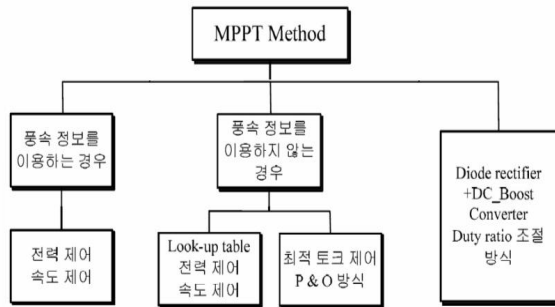 MPPT Method
풍속 정보를
이용하는 경우
전력 제어
속도 제어
풍속 정보를
이용하지 않는
경우
Look-up table
전력 제어
속도 제어
최적 토크 제어
P & O 방식
Diode rectifier
+DC_Boost
Converter
Duty ratio 조절
방식